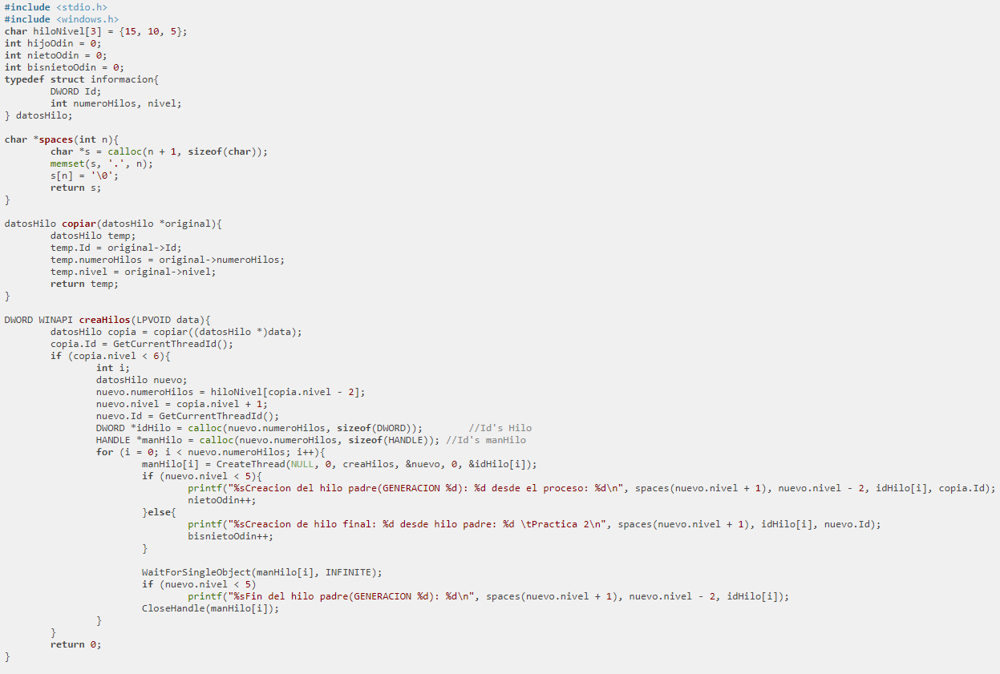 #include <stdio.h>
#include <windows.h>
char hiloNivel[3] = {15, 10, 5};
int hijoOdin = 0;
int nietoOdin = 0;
int bisnietoOdin = 0;
typedef struct informacion{
        DWORD Id;
        int numeroHilos, nivel;
} datosHilo;

char *spaces(int n){
        char *s = calloc(n + 1, sizeof(char));
        memset(s, '.', n);
        s[n] = '\0';
        return s;
}

datosHilo copiar(datosHilo *original){
        datosHilo temp;
        temp.Id = original->Id;
        temp.numeroHilos = original->numeroHilos;
        temp.nivel = original->nivel;
        return temp;
}

DWORD WINAPI creaHilos(LPVOID data){
        datosHilo copia = copiar((datosHilo *)data);
        copia.Id = GetCurrentThreadId();
        if (copia.nivel < 6){
                int i;
                datosHilo nuevo;
                nuevo.numeroHilos = hiloNivel[copia.nivel - 2];
                nuevo.nivel = copia.nivel + 1;
                nuevo.Id = GetCurrentThreadId();
                DWORD *idHilo = calloc(nuevo.numeroHilos, sizeof(DWORD));        //Id's Hilo
                HANDLE *manHilo = calloc(nuevo.numeroHilos, sizeof(HANDLE)); //Id's manHilo
                for (i = 0; i < nuevo.numeroHilos; i++){
                        manHilo[i] = CreateThread(NULL, 0, creaHilos, &nuevo, 0, &idHilo[i]);
                        if (nuevo.nivel < 5){
                                printf("%sCreacion del hilo padre(GENERACION %d): %d desde el proceso: %d\n", spaces(nuevo.nivel + 1), nuevo.nivel - 2, idHilo[i], copia.Id);
                                nietoOdin++;
                        }else{
                                printf("%sCreacion de hilo final: %d desde hilo padre: %d \tPractica 2\n", spaces(nuevo.nivel + 1), idHilo[i], nuevo.Id);
                                bisnietoOdin++;
                        }

                        WaitForSingleObject(manHilo[i], INFINITE);
                        if (nuevo.nivel < 5)
                                printf("%sFin del hilo padre(GENERACION %d): %d\n", spaces(nuevo.nivel + 1), nuevo.nivel - 2, idHilo[i]);
                        CloseHandle(manHilo[i]);
                }
        }
        return 0;
}